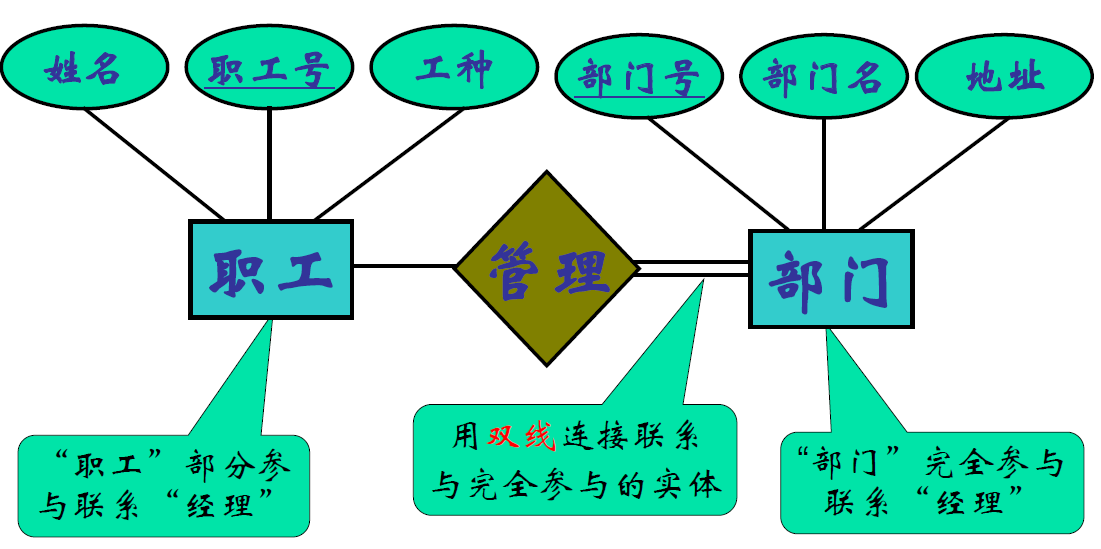 姓名
职工号
工种
部门号
部门名
地址
职工
管理
部门
“职工”部分参
与联系“经理”
用双线连接联系
与完全参与的实体
“部门”完全参与
联系“经理”